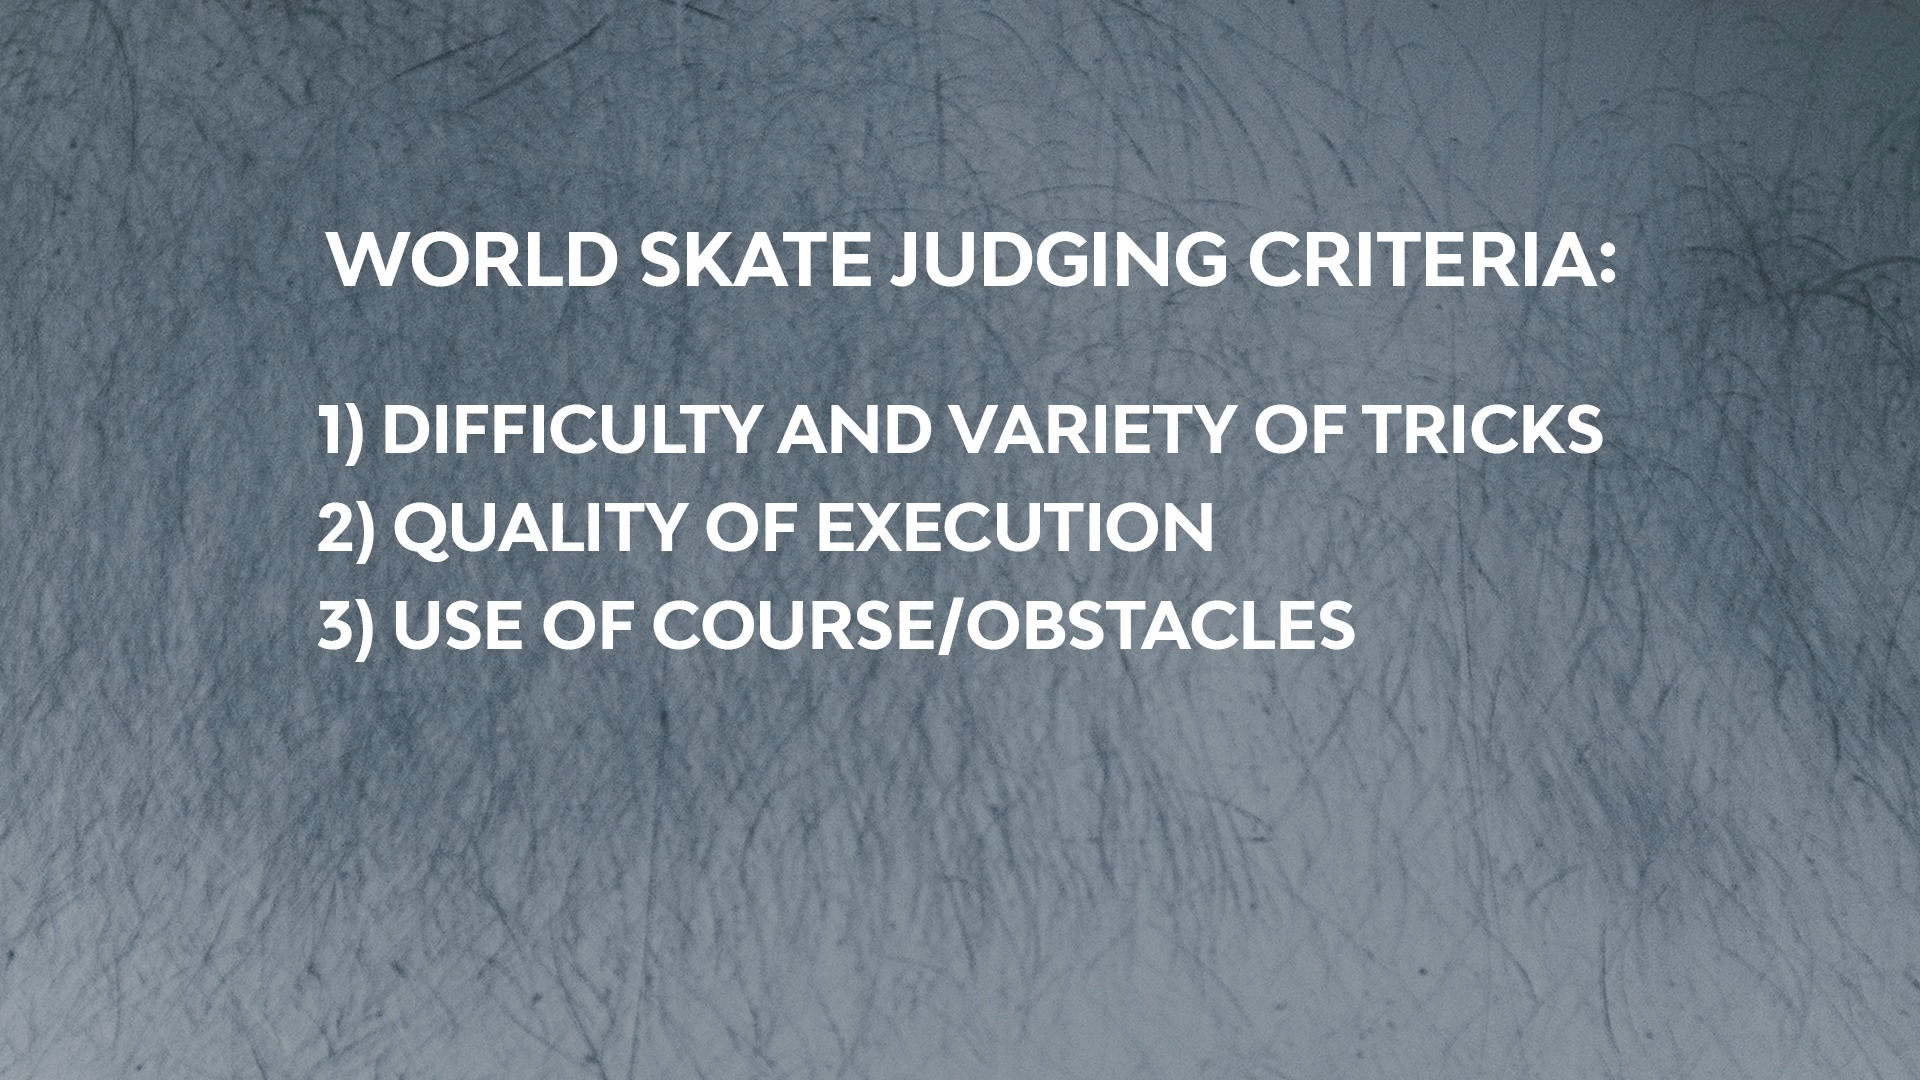 WORLD SKATE JUDGING CRITERIA:
1) DIFFICULTY AND VARIETY OF TRICKS
2) QUALITY OF EXECUTION
3) USE OF COURSE/OBSTACLES